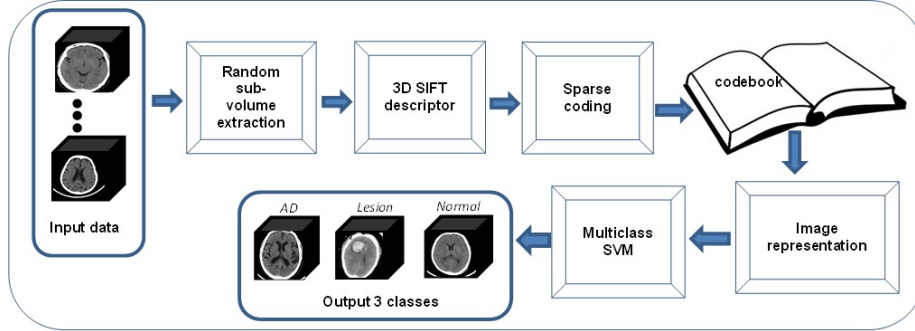 Input data
Random
sub-
volume
extraction
3D SIFT
descriptor
Sparse
coding
codebook
Image
representation
Multiclass
SVM
AD Lesion Normal
Output 3 classes